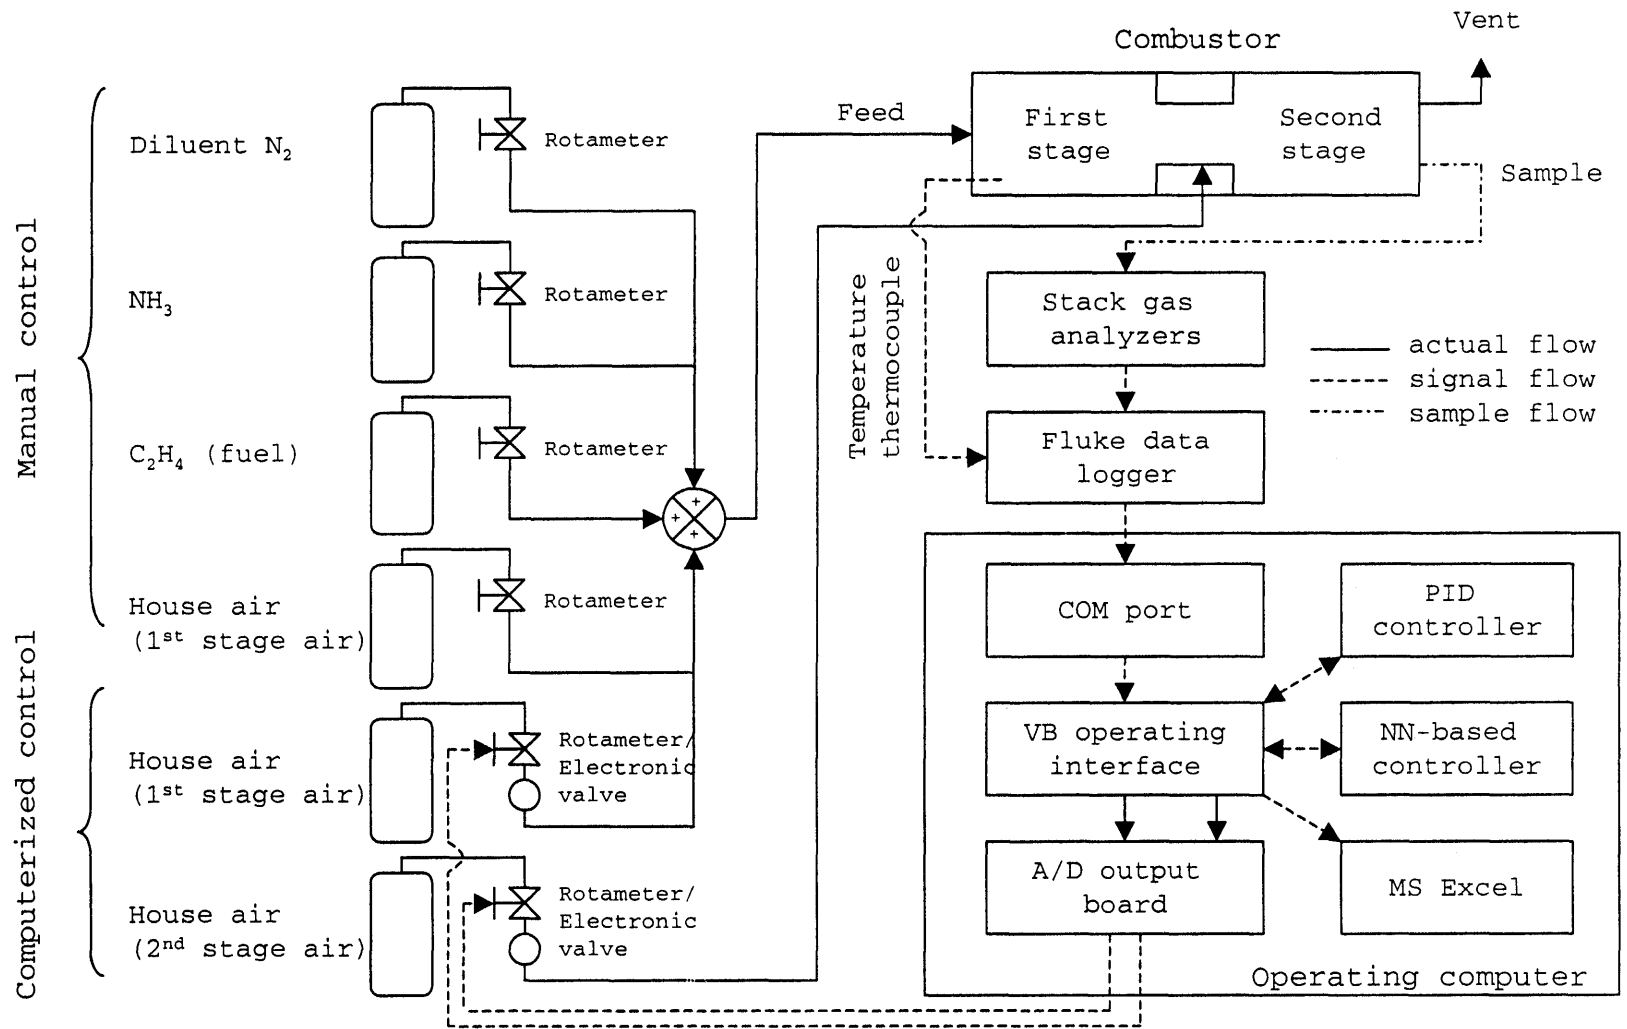 Manual control
Diluent N₂
Rotameter
NH₃
Rotameter
C₂H₄ (fuel)
Rotameter
House air
(1ˢᵗ stage air)
Rotameter
Computerized control
House air
(1ˢᵗ stage air)
Rotameter/
Electronic
valve
House air
(2ⁿᵈ stage air)
Rotameter/
Electronic
valve
+
+
+
Feed
Combustor
First
stage
Second
stage
Vent
Sample
Temperature
thermocouple
Stack gas
analyzers
Fluke data
logger
actual flow
signal flow
sample flow
COM port
PID
controller
VB operating
interface
NN-based
controller
A/D output
board
MS Excel
Operating computer